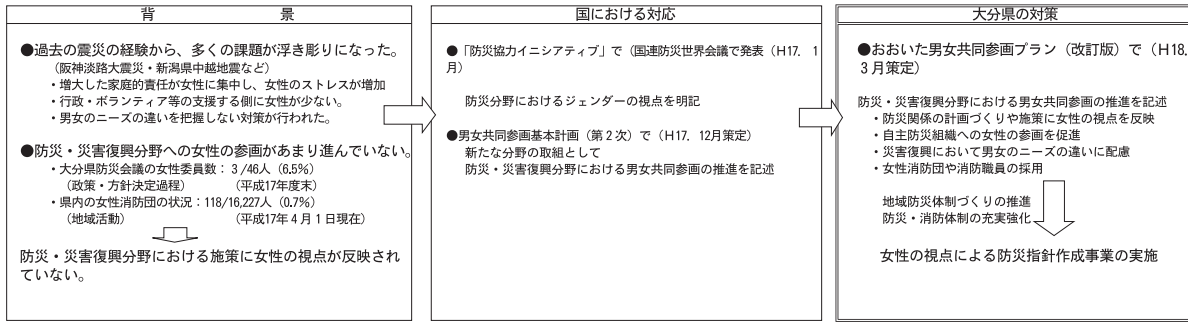 背　　　　　景
●過去の震災の経験から、多くの課題が浮き彫りになった。
（阪神淡路大震災・新潟県中越地震など）
・増大した家庭的責任が女性に集中し、女性のストレスが増加
・行政・ボランティア等の支援する側に女性が少ない。
・男女のニーズの違いを把握しない対策が行われた。
●防災・災害復興分野への女性の参画があまり進んでいない。
・大分県防災会議の女性委員数：3/46人（6.5%）
（政策・方針決定過程）　（平成17年度末）
・県内の女性消防団の状況：118/16,227人（0.7%）
（地域活動）　（平成17年４月１日現在）
防災・災害復興分野における施策に女性の視点が反映され
ていない。
国における対応
●「防災協力イニシアティブ」で（国連防災世界会議で発表（H17. 1
月）
防災分野におけるジェンダーの視点を明記
●男女共同参画基本計画（第２次）で（H17. 12月策定）
新たな分野の取組として
防災・災害復興分野における男女共同参画の推進を記述
大分県の対策
●おおいた男女共同参画プラン（改訂版）で（H18.
３月策定）
防災・災害復興分野における男女共同参画の推進を記述
・防災関係の計画づくりや施策に女性の視点を反映
・自主防災組織への女性の参画を促進
・災害復興において男女のニーズの違いに配慮
・女性消防団や消防職員の採用
地域防災体制づくりの推進
防災・消防体制の充実強化
女性の視点による防災指針作成事業の実施